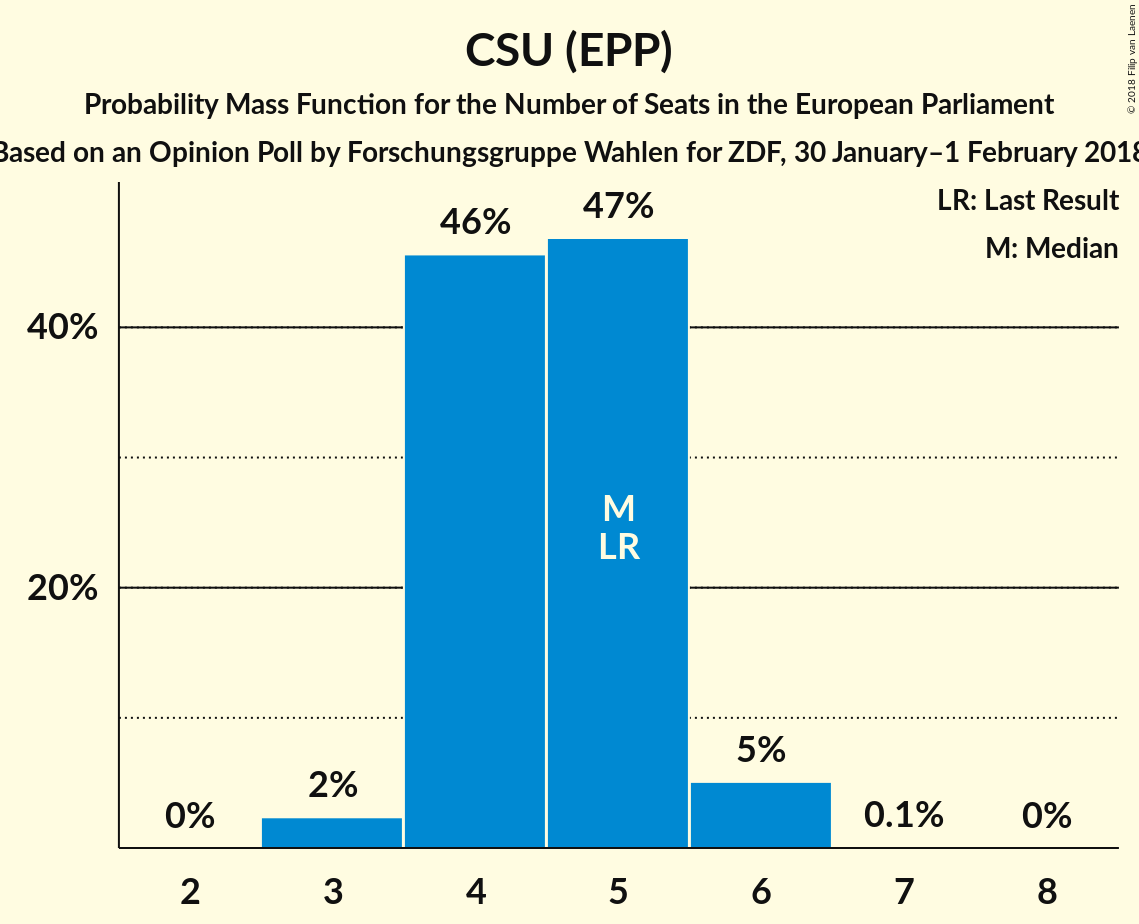 CSU (EPP)
Probability Mass Function for the Number of Seats in the European Parliament
Based on an Opinion Poll by Forschungsgruppe Wahlen for ZDF, 30 January–1 February 2018
© 2018 Filip van Laenen
LR: Last Result
M: Median
40%
20%
0%
2%
46%
47%
5%
0.1%
0%
M
LR
2 3 4 5 6 7 8